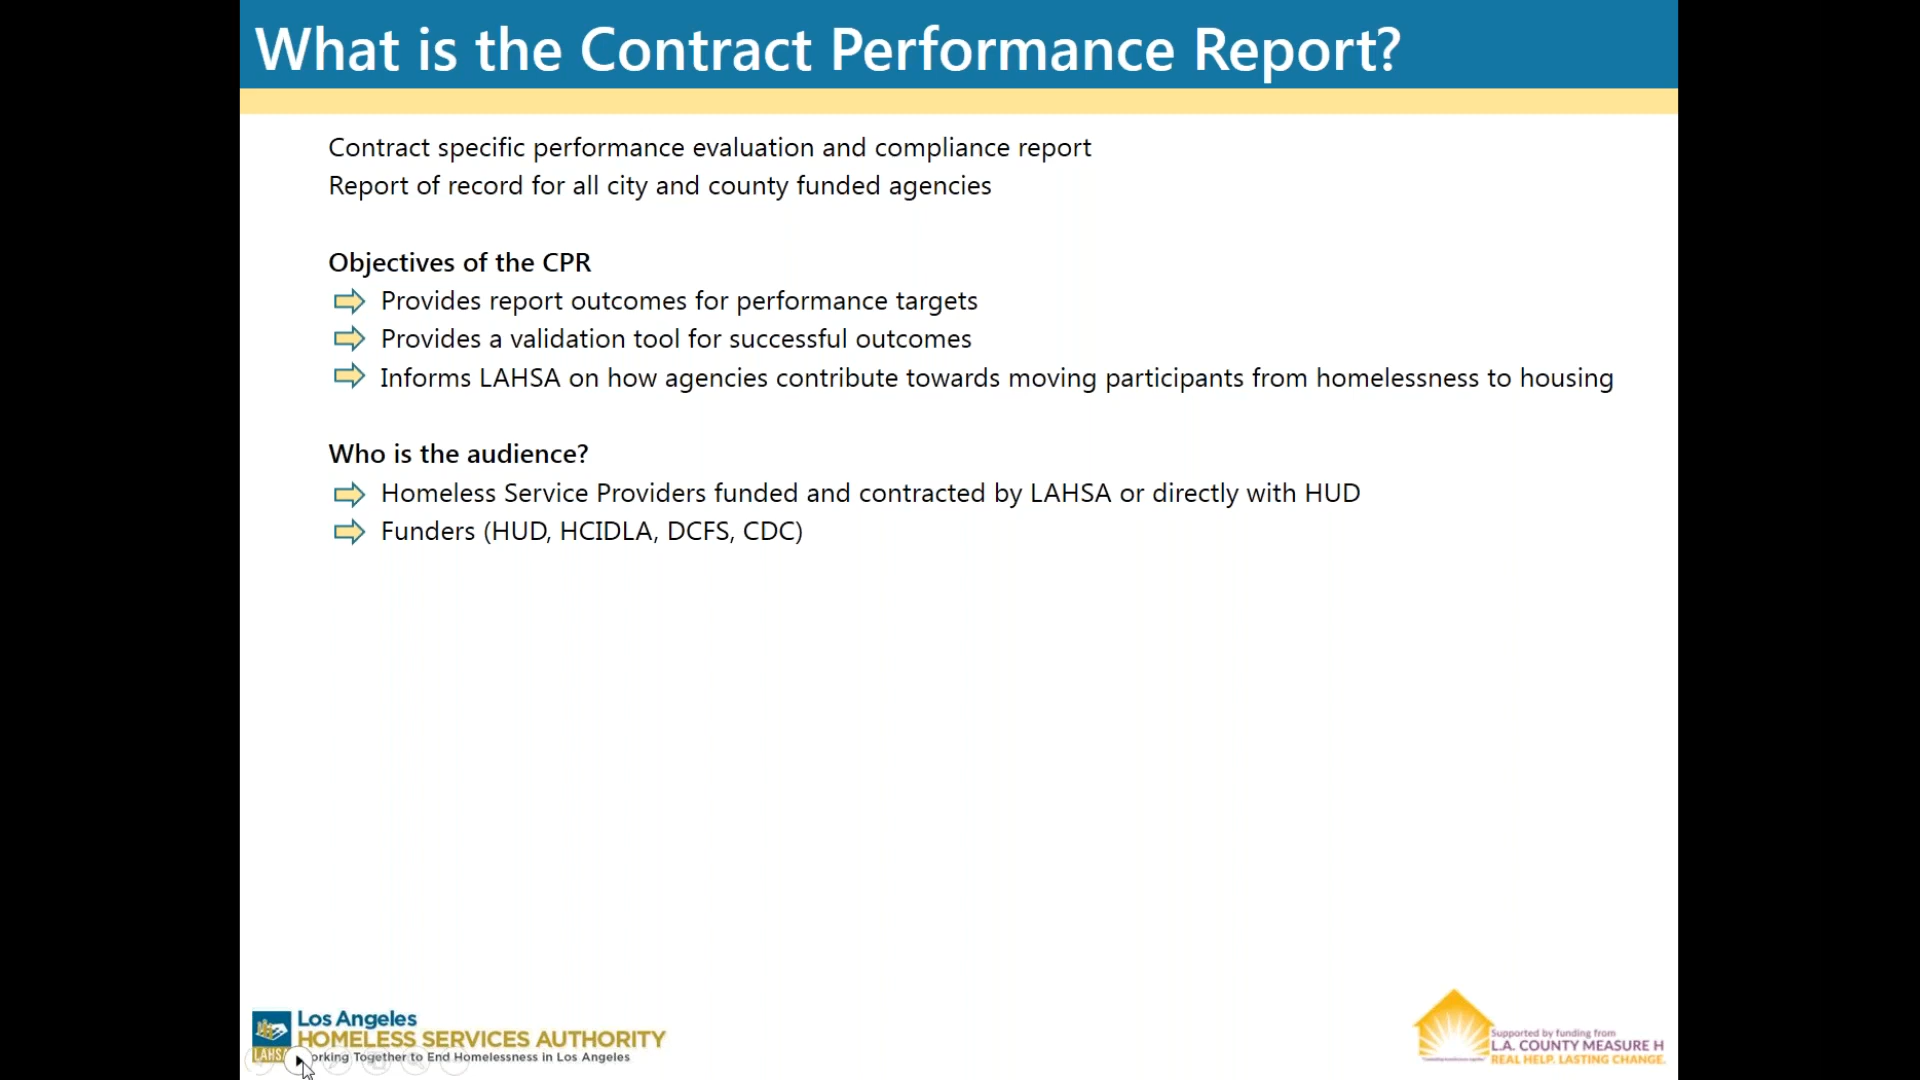 What is the Contract Performance Report?
Contract specific performance evaluation and compliance report
Report of record for all city and county funded agencies
Objectives of the CPR
Provides report outcomes for performance targets
Provides a validation tool for successful outcomes
Informs LAHSA on how agencies contribute towards moving participants from homelessness to housing
Who is the audience?
Homeless Service Providers funded and contracted by LAHSA or directly with HUD
Funders (HUD, HCIDLA, DCFS, CDC)
Los Angeles
HOMELESS SERVICES AUTHORITY
LAHSA
orking Together to End Homelessness in Los Angeles
Supported by funding from
L.A. COUNTY MEASURE H
REAL HELP. LASTING CHANGE.